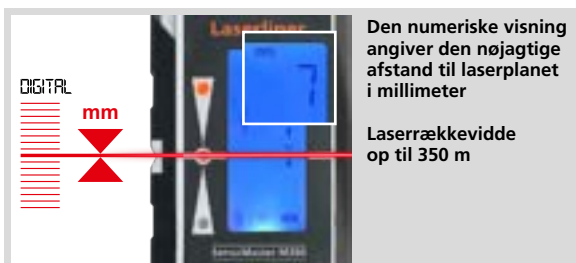 Laserliner
DIGITAL
mm
SensoMaster M350
Den numeriske visning
angiver den nøjagtige
afstand til laserplanet
i millimeter
Laserrækkevidde
op til 350 m